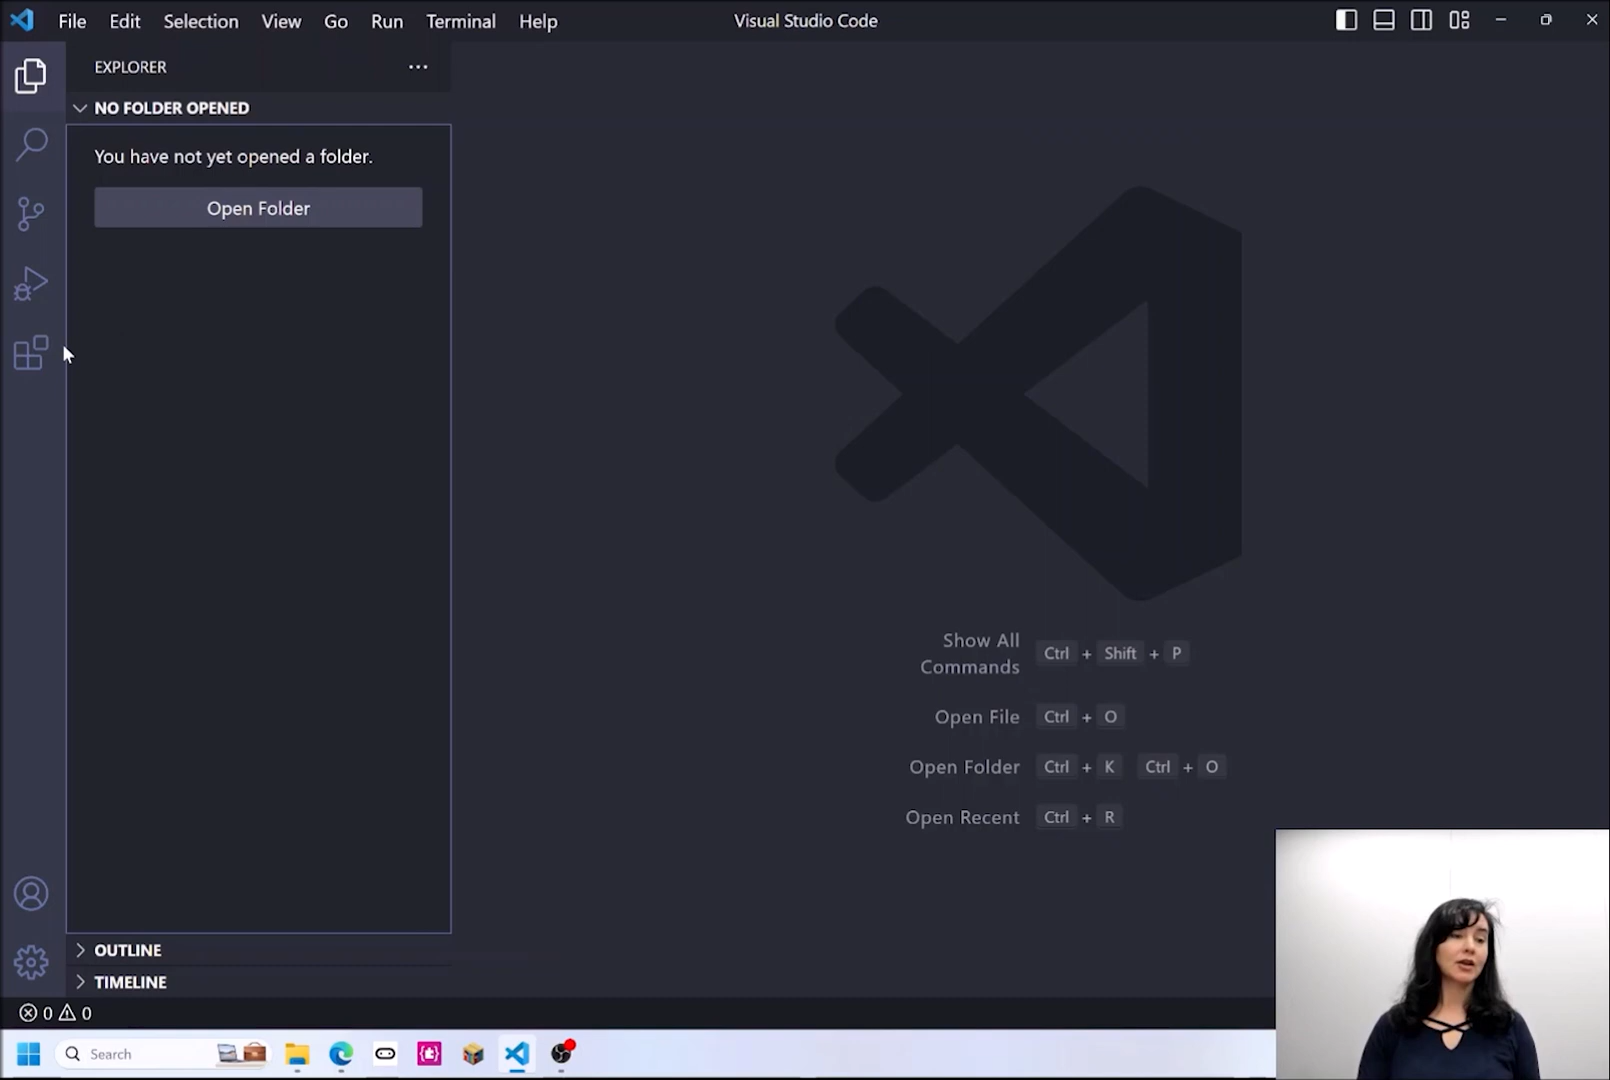 File Edit Selection View Go Run Terminal Help
Visual Studio Code
EXPLORER
NO FOLDER OPENED
You have not yet opened a folder.
Open Folder
Show All
Commands
Ctrl + Shift + P
Open File Ctrl + O
Open Folder Ctrl + K Ctrl + O
Open Recent Ctrl + R
OUTLINE
TIMELINE
0 0
Search